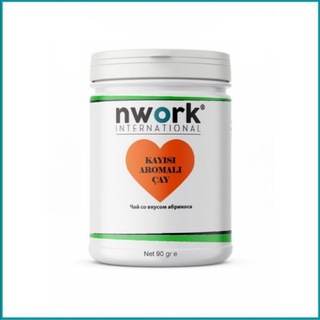 nwork®
INTERNATIONAL
KAYISI
AROMALI
ÇAY
Чай со вкусом абрикоса
Net 90 gr e